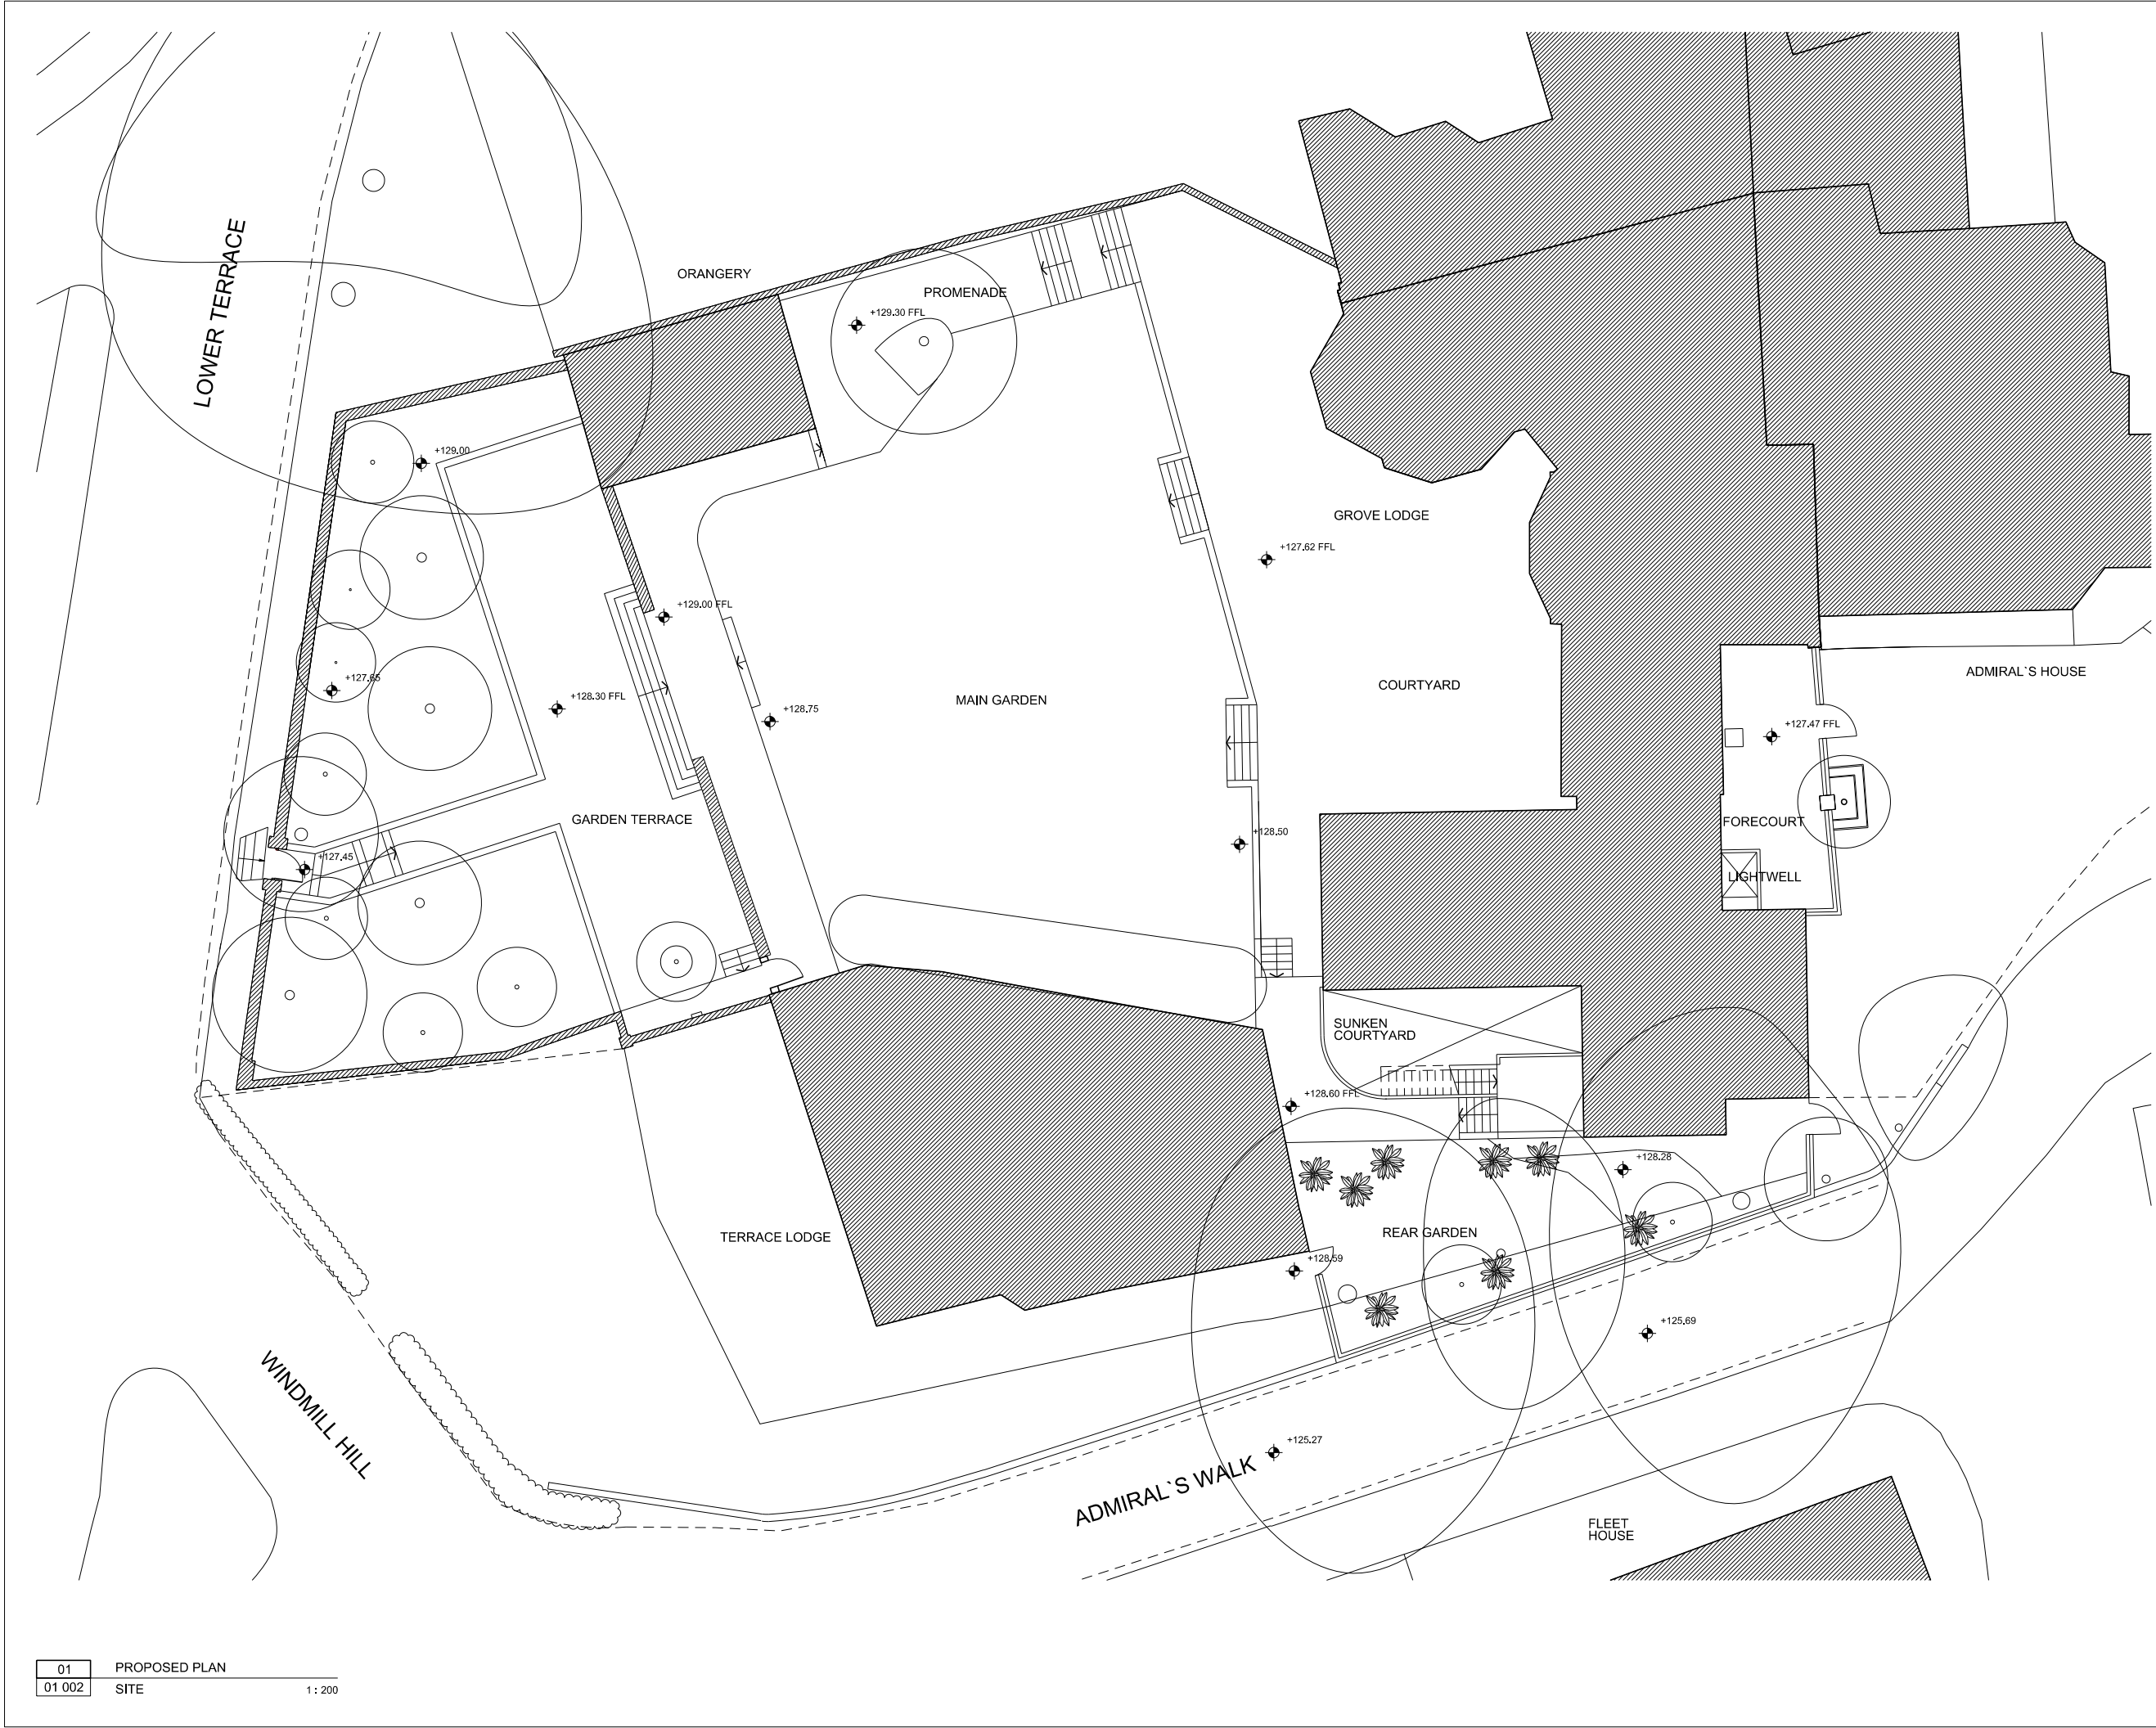 LOWER TERRACE
ORANGERY
PROMENADE
+129.30 FFL
+129.00
GROVE LODGE
+127.62 FFL
+129.00 FFL
+127.65
+128.30 FFL
+128.75
MAIN GARDEN
COURTYARD
ADMIRAL`S HOUSE
+127.47 FFL
GARDEN TERRACE
+128.50
FORECOURT
+127.45
LIGHTWELL
SUNKEN
COURTYARD
+128.60 FFL
+128.28
TERRACE LODGE
REAR GARDEN
+128.59
+125.69
WINDMILL HILL
+125.27
ADMIRAL`S WALK
FLEET
HOUSE
01 PROPOSED PLAN
01 002 SITE 1 : 200